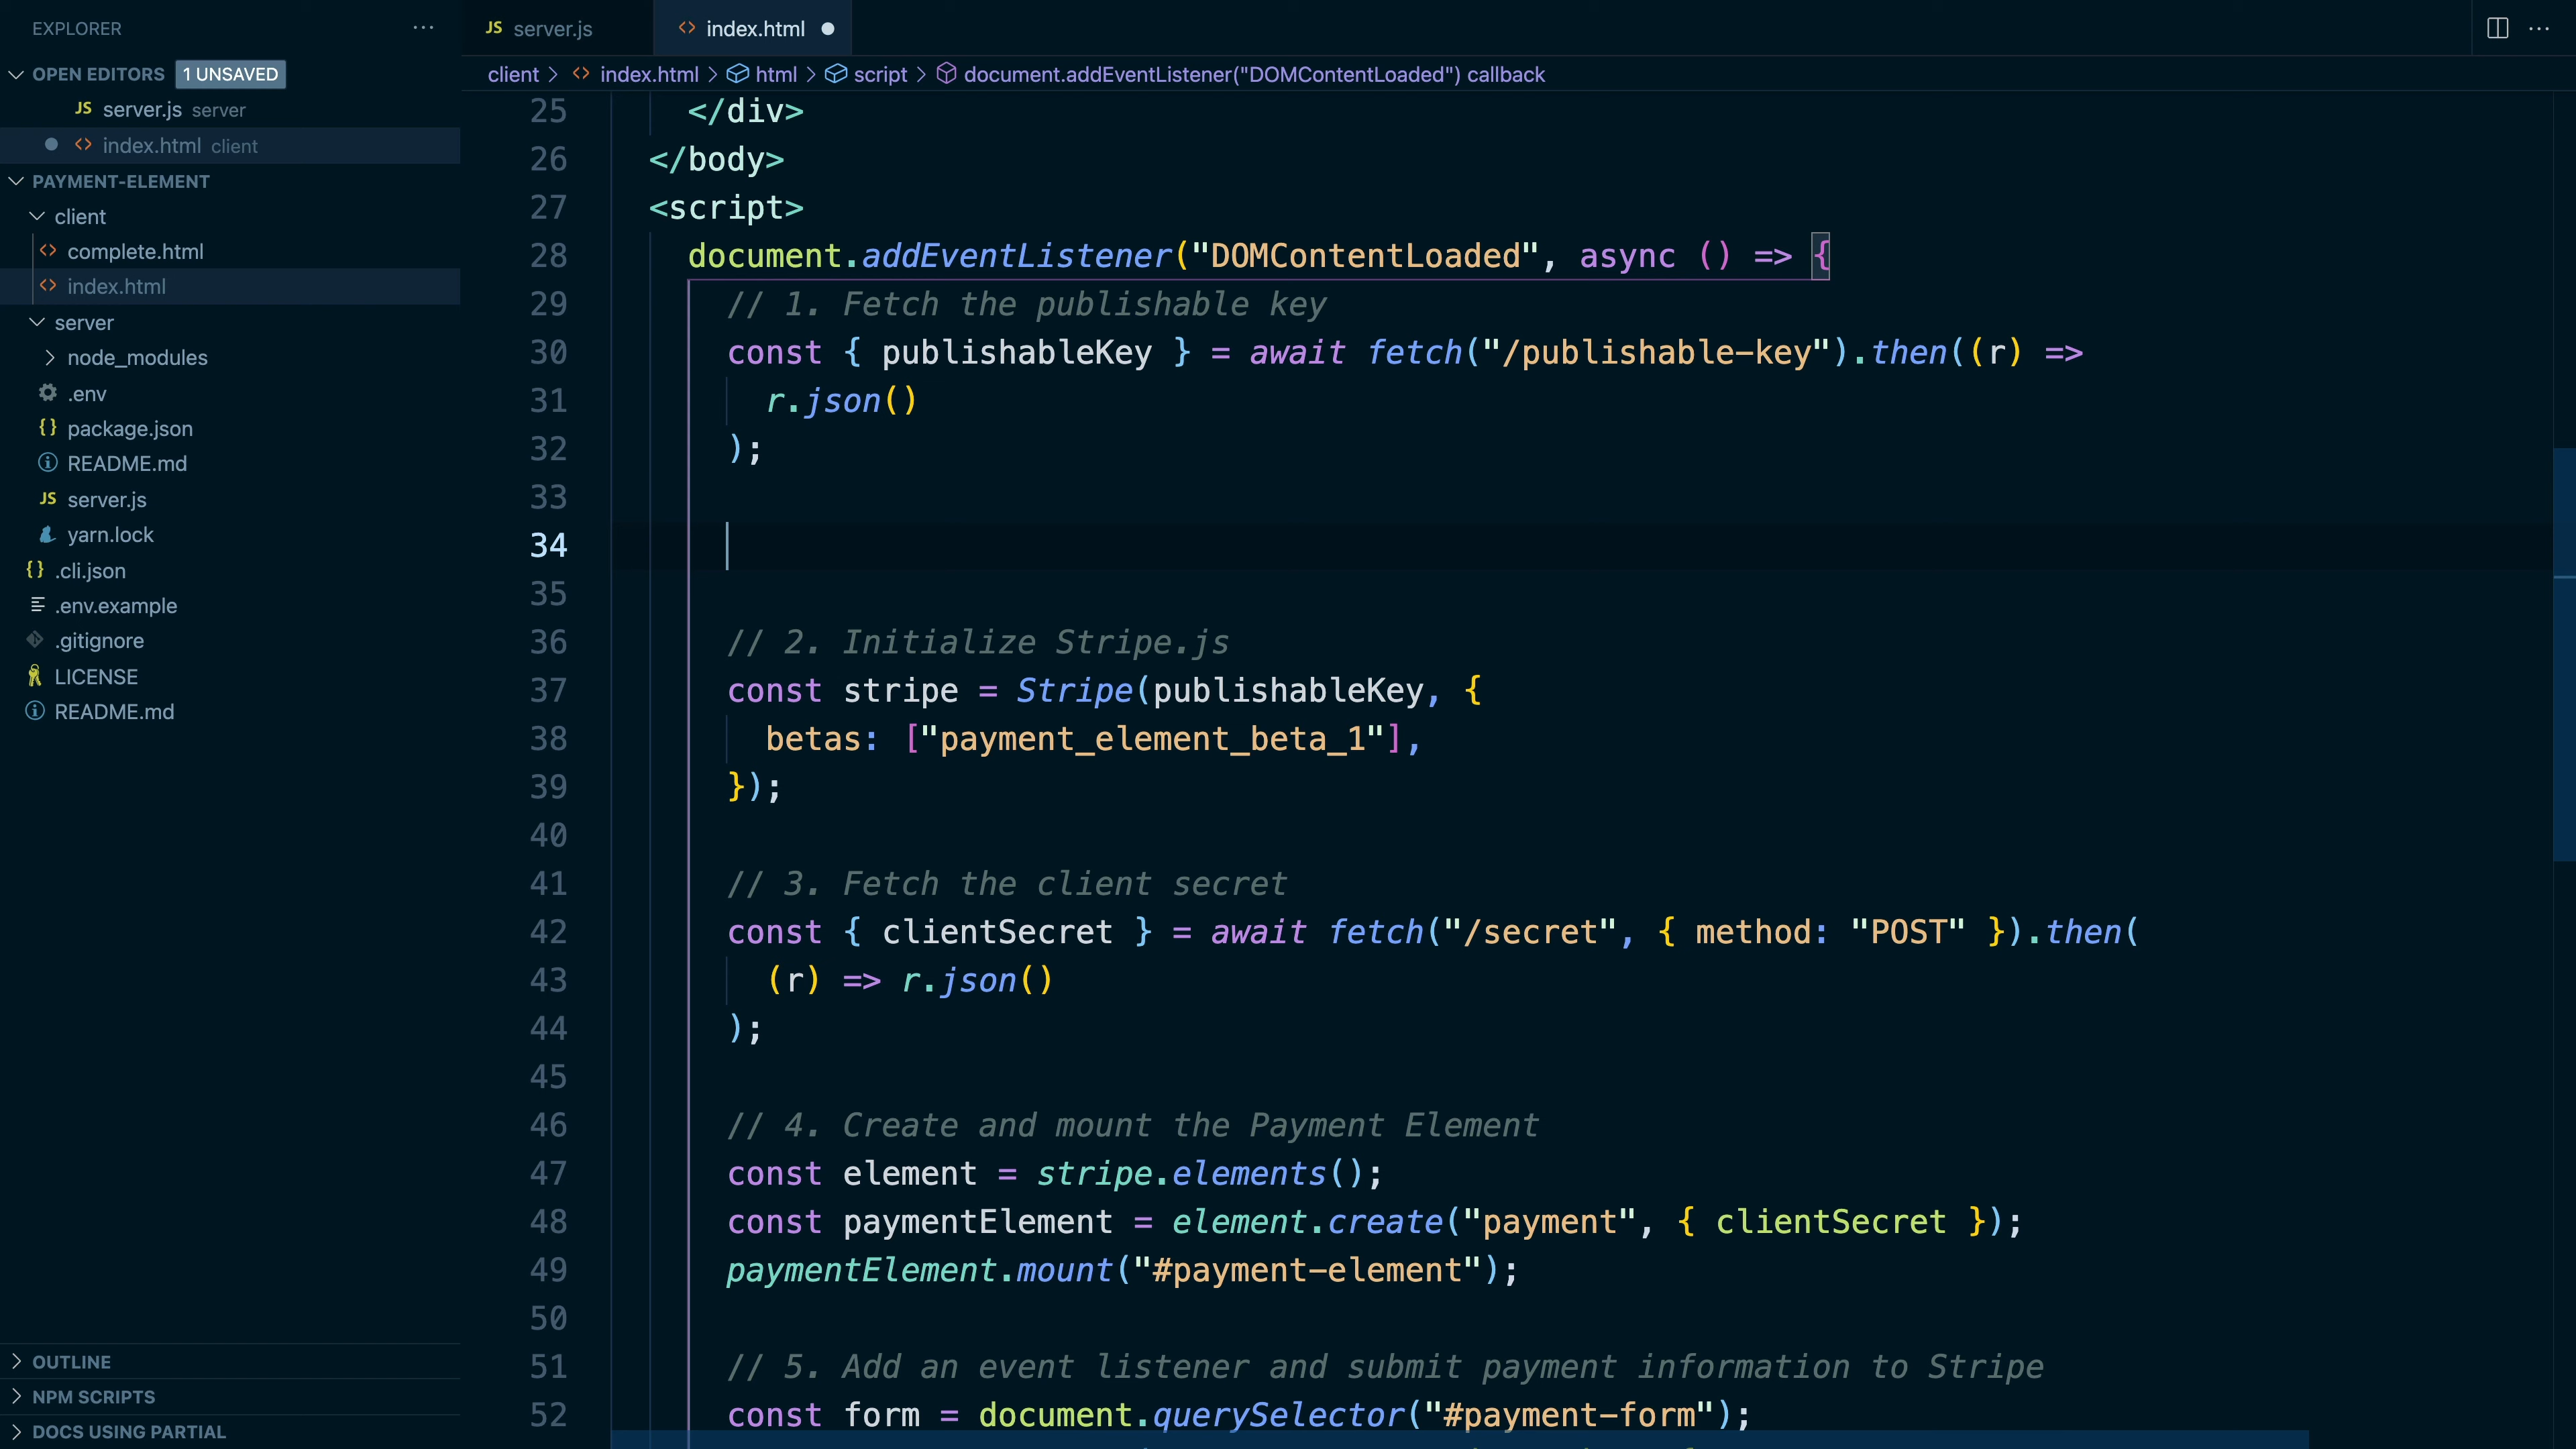 EXPLORER
OPEN EDITORS 1 UNSAVED
JS server.js server
index.html client
PAYMENT-ELEMENT
client
complete.html
index.html
server
node_modules
.env
package.json
README.md
JS server.js
yarn.lock
.cli.json
.env.example
.gitignore
LICENSE
README.md
OUTLINE
NPM SCRIPTS
DOCS USING PARTIAL
JS server.js
index.html
client > index.html > html > script > document.addEventListener("DOMContentLoaded") callback
25 </div>
26 </body>
27 <script>
28 document.addEventListener("DOMContentLoaded", async () => {
29 // 1. Fetch the publishable key
30 const { publishableKey } = await fetch("/publishable-key").then((r) =>
31 r.json()
32 );
33
34
35
36 // 2. Initialize Stripe.js
37 const stripe = Stripe(publishableKey, {
38 betas: ["payment_element_beta_1"],
39 });
40
41 // 3. Fetch the client secret
42 const { clientSecret } = await fetch("/secret", { method: "POST" }).then(
43 (r) => r.json()
44 );
45
46 // 4. Create and mount the Payment Element
47 const element = stripe.elements();
48 const paymentElement = element.create("payment", { clientSecret });
49 paymentElement.mount("#payment-element");
50
51 // 5. Add an event listener and submit payment information to Stripe
52 const form = document.querySelector("#payment-form");